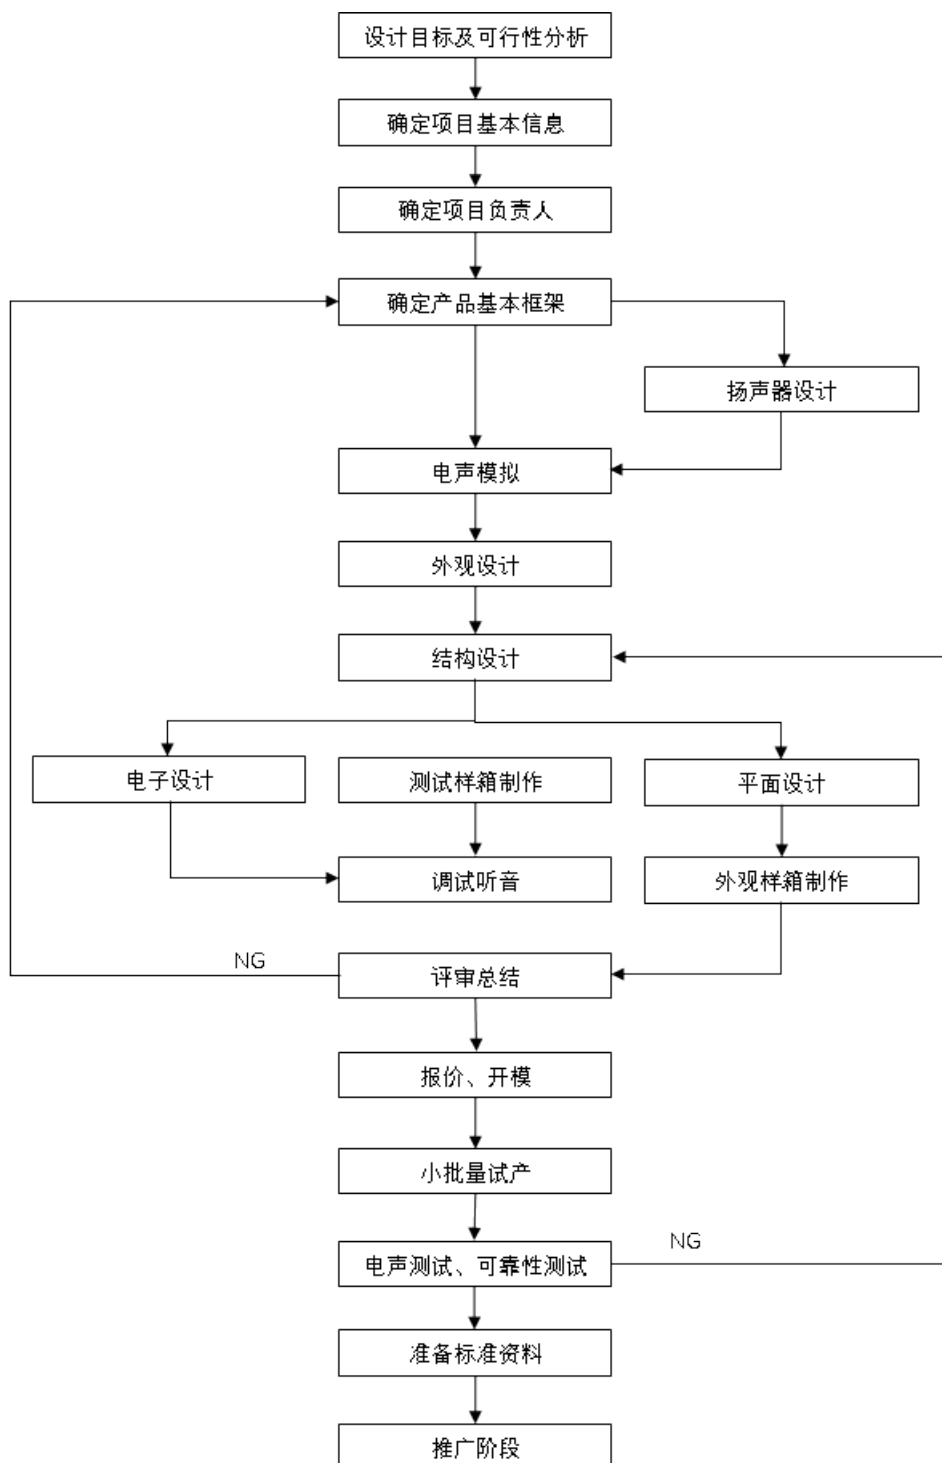 设计目标及可行性分析
确定项目基本信息
确定项目负责人
确定产品基本框架
扬声器设计
电声模拟
外观设计
结构设计
电子设计
测试样箱制作
平面设计
调试听音
外观样箱制作
NG
评审总结
报价、开模
小批量试产
电声测试、可靠性测试
NG
准备标准资料
推广阶段